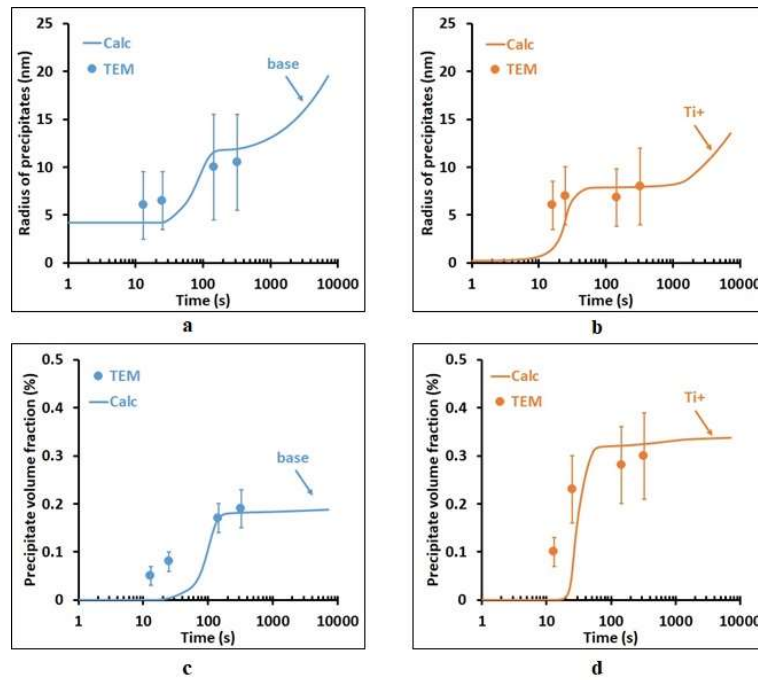 25
20
15
10
5
0
Radius of precipitates (nm)
Calc
TEM
base
1 10 100 1000 10000
Time (s)
a
25
20
15
10
5
0
Radius of precipitates (nm)
Calc
TEM
Ti+
1 10 100 1000 10000
Time (s)
b
0.5
0.4
0.3
0.2
0.1
0
Precipitate volume fraction (%)
TEM
Calc
base
1 10 100 1000 10000
Time (s)
c
0.5
0.4
0.3
0.2
0.1
0
Precipitate volume fraction (%)
Calc
TEM
Ti+
1 10 100 1000 10000
Time (s)
d